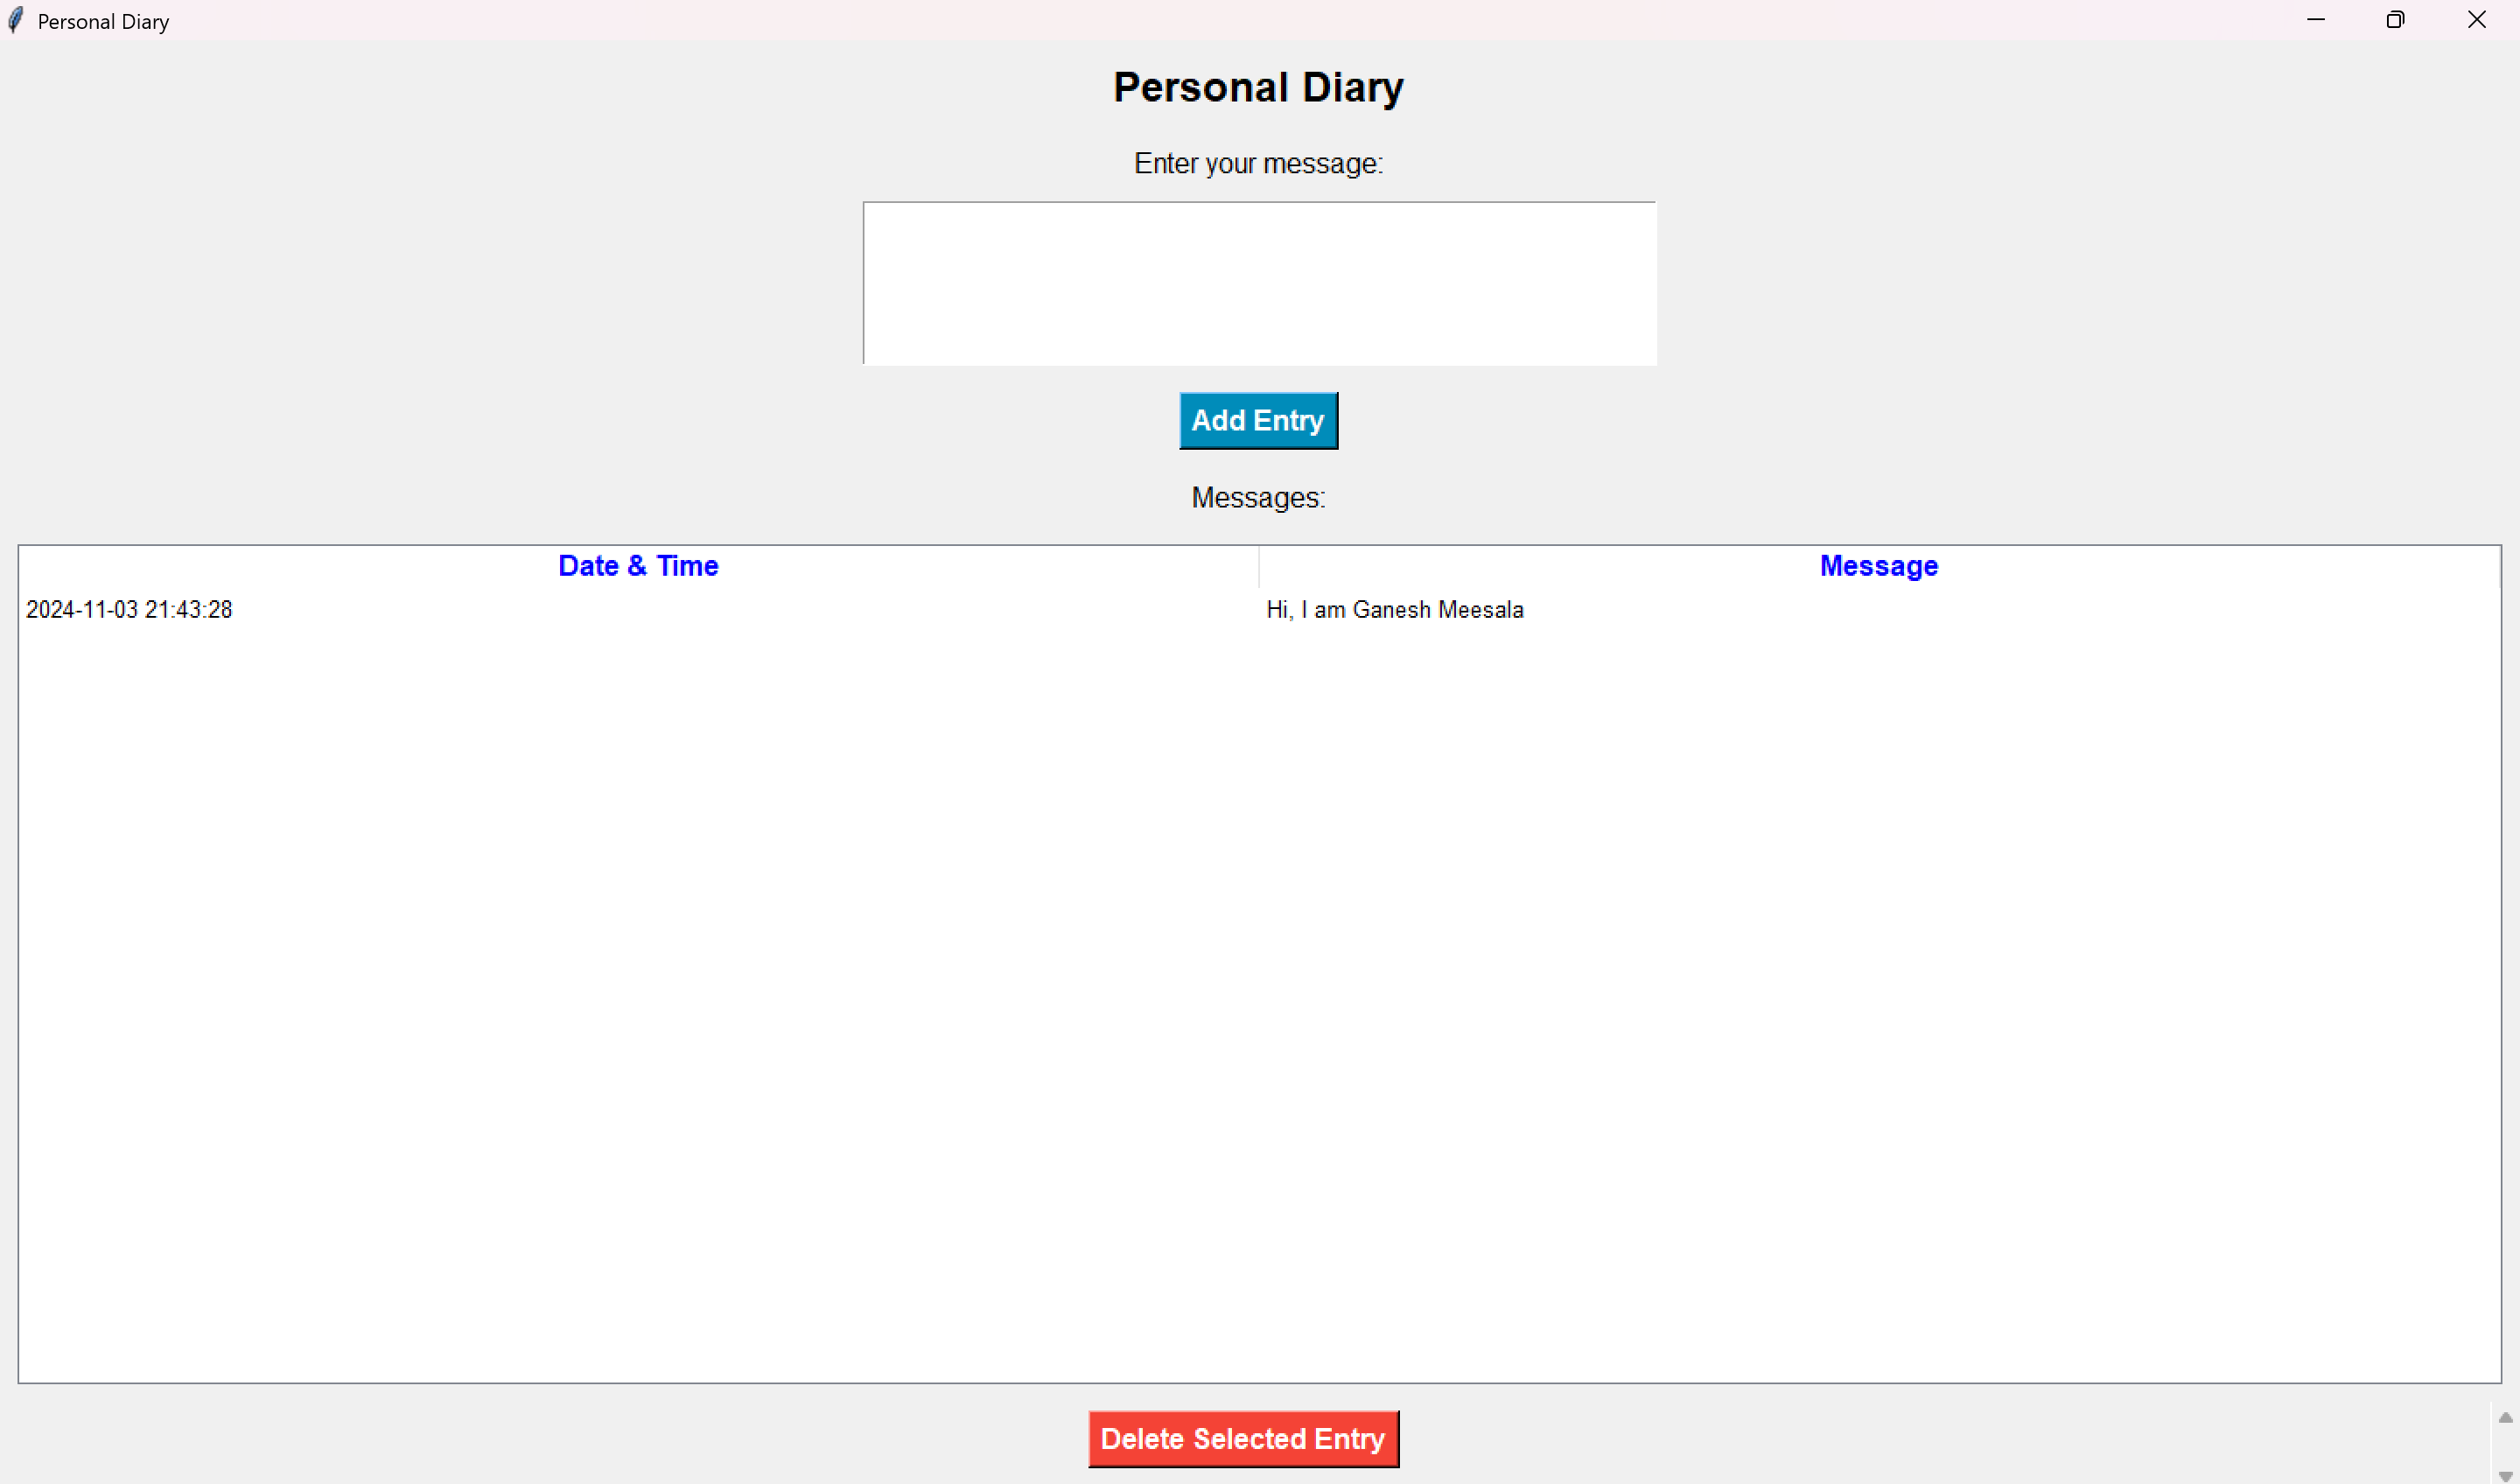 Personal Diary
Personal Diary
Enter your message:
Add Entry
Messages:
Date & Time Message
2024-11-03 21:43:28 Hi, I am Ganesh Meesala
Delete Selected Entry